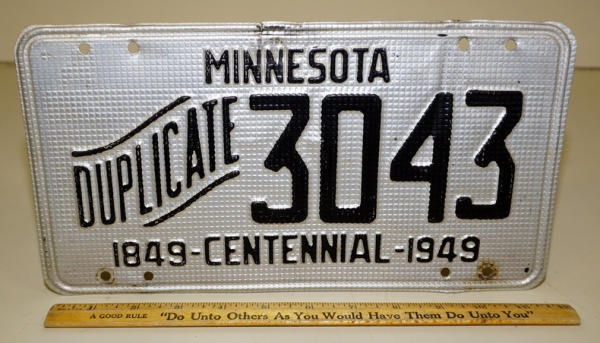 MINNESOTA
DUPLICATE 3043
1849-CENTENNIAL-1949
A GOOD RULE "Do Unto Others As You Would Have Them Do Unto You"